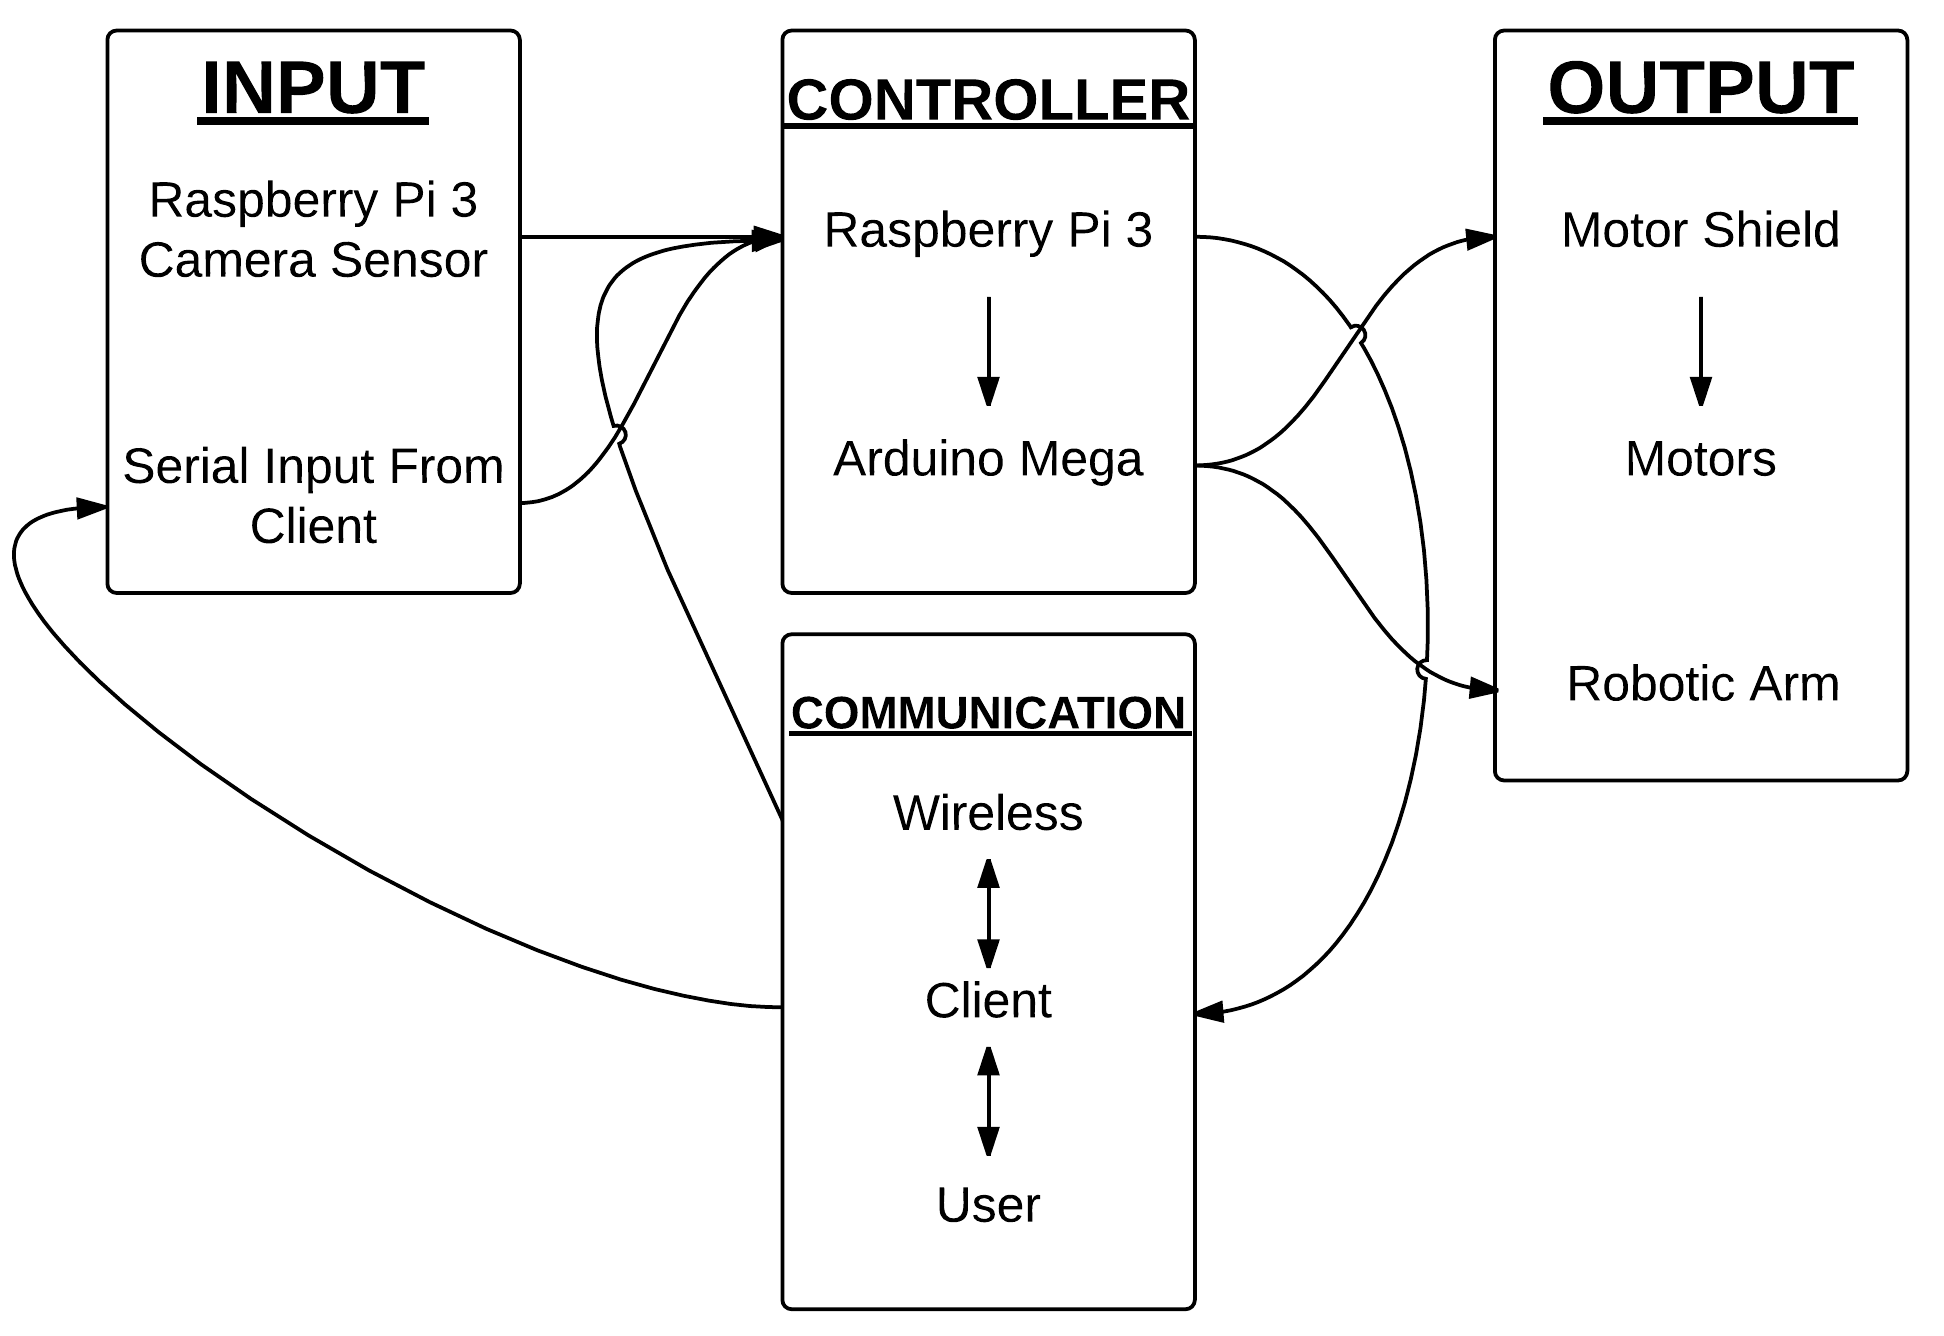 INPUT
Raspberry Pi 3
Camera Sensor
Serial Input From
Client
CONTROLLER
Raspberry Pi 3
Arduino Mega
COMMUNICATION
Wireless
Client
User
OUTPUT
Motor Shield
Motors
Robotic Arm